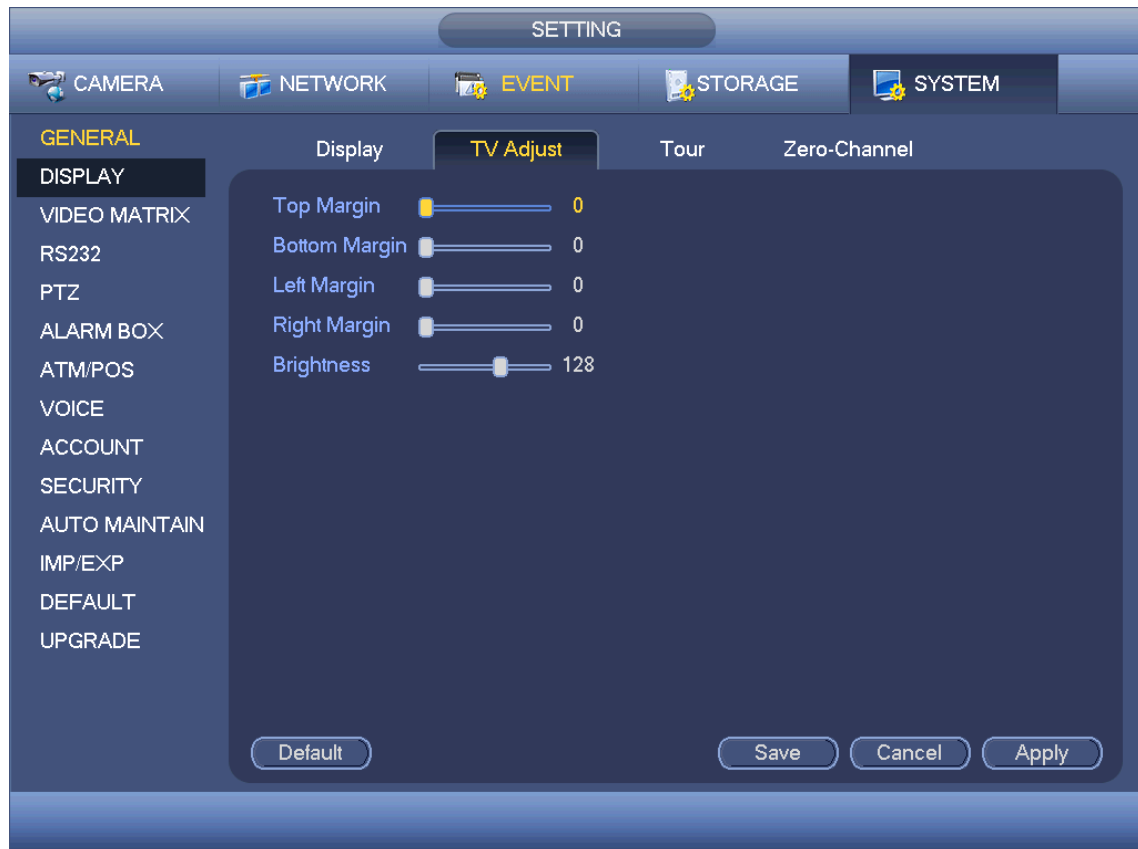 SETTING
CAMERA NETWORK EVENT STORAGE SYSTEM
GENERAL
DISPLAY
VIDEO MATRIX
RS232
PTZ
ALARM BOX
ATM/POS
VOICE
ACCOUNT
SECURITY
AUTO MAINTAIN
IMP/EXP
DEFAULT
UPGRADE
Display TV Adjust Tour Zero-Channel
Top Margin 0
Bottom Margin 0
Left Margin 0
Right Margin 0
Brightness 128
Default Save Cancel Apply